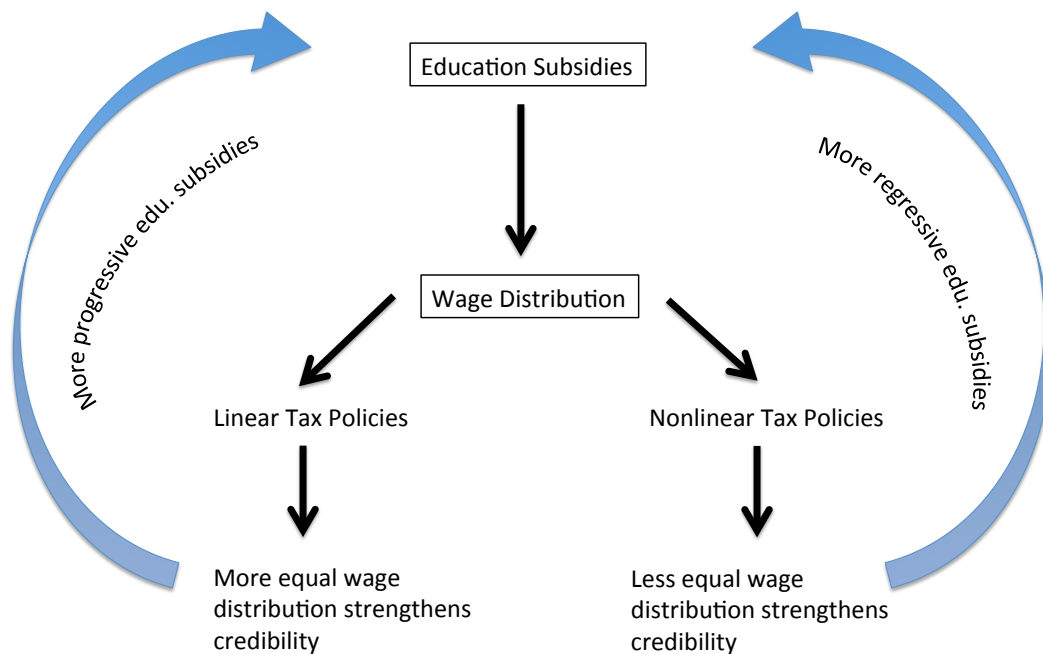 Education Subsidies
More progressive edu. subsidies
More regressive edu. subsidies
Wage Distribution
Linear Tax Policies
Nonlinear Tax Policies
More equal wage
distribution strengthens
credibility
Less equal wage
distribution strengthens
credibility